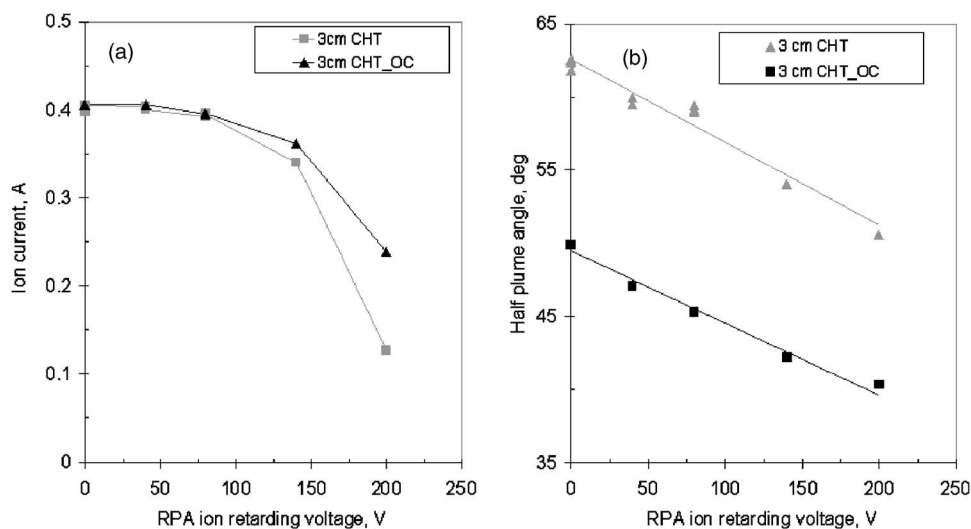 (a)
3cm CHT
3cm CHT_OC
0.5
0.4
0.3
0.2
0.1
0
Ion current, A
0 50 100 150 200 250
RPA ion retarding voltage, V
(b)
3 cm CHT
3 cm CHT_OC
65
55
45
35
Half plume angle, deg
0 50 100 150 200 250
RPA ion retarding voltage, V